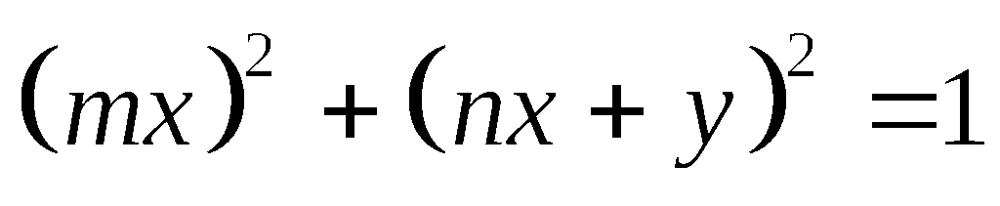 (mx)² + (nx + y)² =1